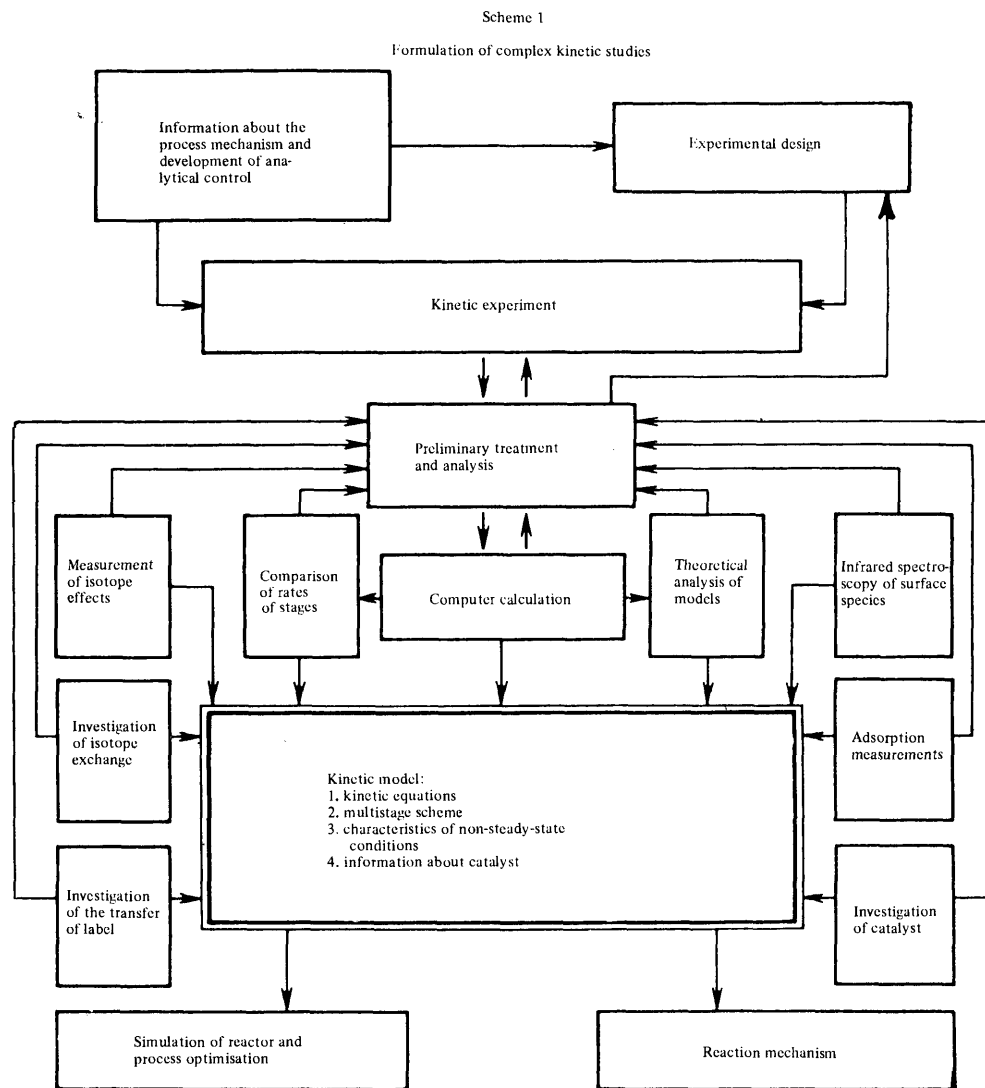 Scheme 1
Formulation of complex kinetic studies
Information about the
process mechanism and
development of ana-
lytical control
Experimental design
Kinetic experiment
Preliminary treatment
and analysis
Measurement
of isotope
effects
Comparison
of rates
of stages
Computer calculation
Theoretical
analysis of
models
Infrared spectro-
scopy of surface
species
Investigation
of isotope
exchange
Adsorption
measurements
Kinetic model:
1. kinetic equations
2. multistage scheme
3. characteristics of non-steady-state
conditions
4. information about catalyst
Investigation
of the transfer
of label
Investigation
of catalyst
Simulation of reactor and
process optimisation
Reaction mechanism